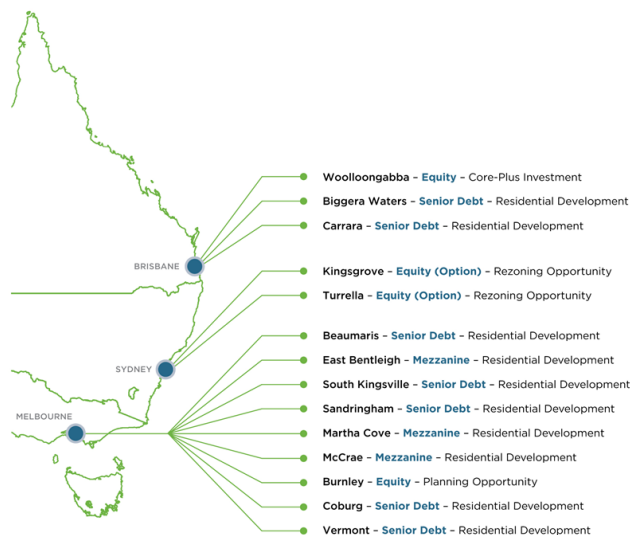 Woolloongabba – Equity – Core-Plus Investment
Biggera Waters – Senior Debt – Residential Development
Carrara – Senior Debt – Residential Development
BRISBANE
Kingsgrove – Equity (Option) – Rezoning Opportunity
Turrella – Equity (Option) – Rezoning Opportunity
Beaumaris – Senior Debt – Residential Development
East Bentleigh – Mezzanine – Residential Development
SYDNEY
South Kingsville – Senior Debt – Residential Development
Sandringham – Senior Debt – Residential Development
MELBOURNE
Martha Cove – Mezzanine – Residential Development
McCrae – Mezzanine – Residential Development
Burnley – Equity – Planning Opportunity
Coburg – Senior Debt – Residential Development
Vermont – Senior Debt – Residential Development